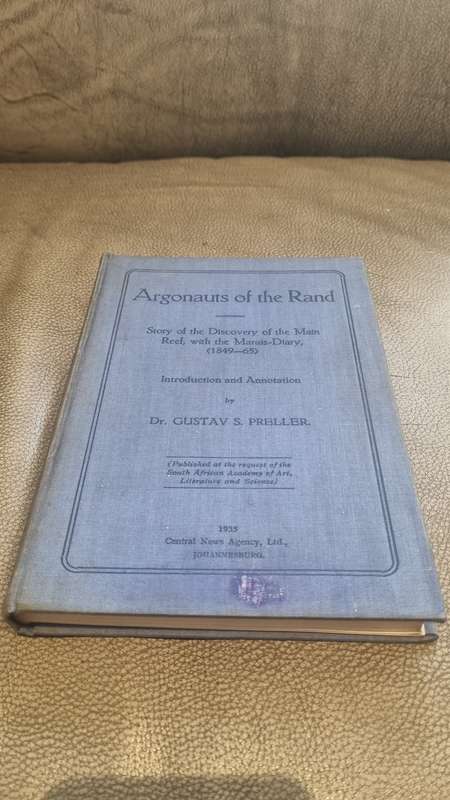 Argonauts of the Rand
Story of the Discovery of the Main
Reef, with the Marais-Diary,
(1849—65)
Introduction and Annotation
by
Dr. GUSTAV S. PRELLER.
(Published at the request of the
South African Academy of Art,
Literature and Science)
1935
Central News Agency, Ltd.,
JOHANNESBURG.